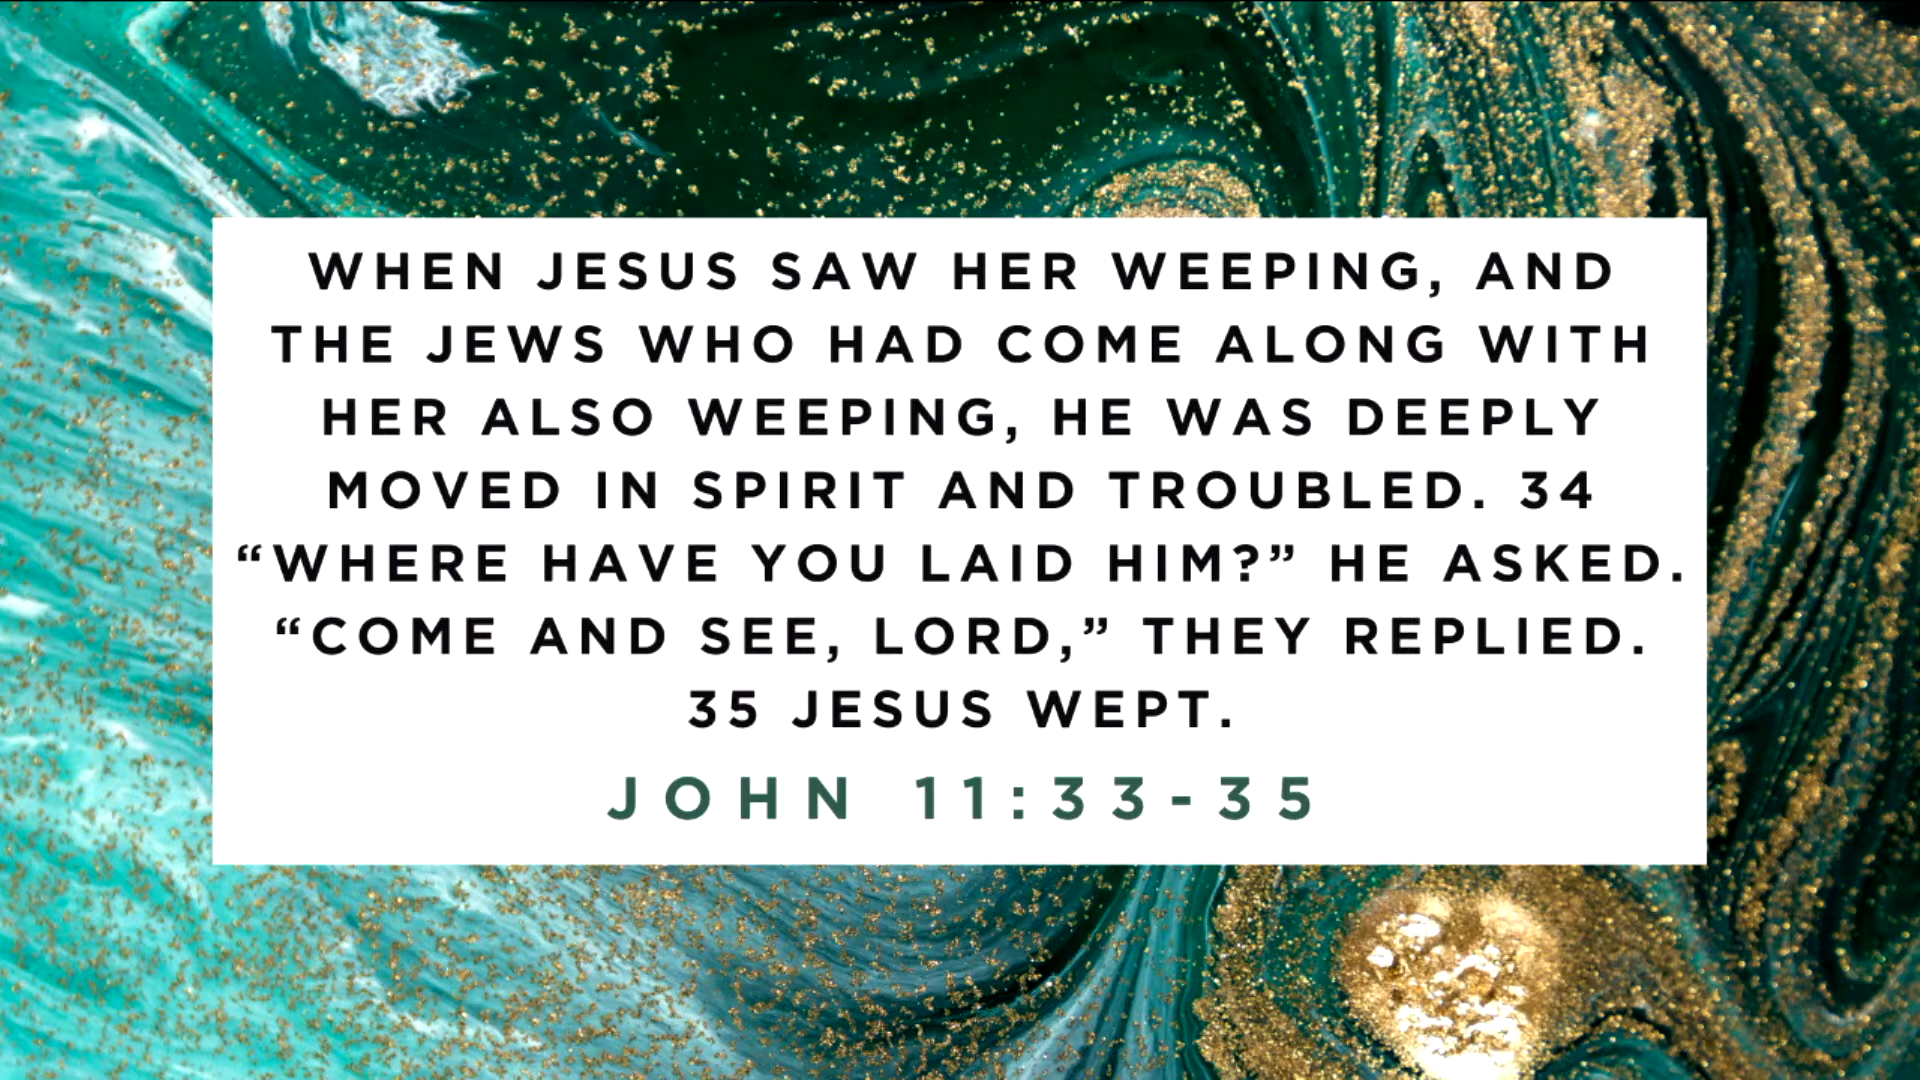 WHEN JESUS SAW HER WEEPING, AND
THE JEWS WHO HAD COME ALONG WITH
HER ALSO WEEPING, HE WAS DEEPLY
MOVED IN SPIRIT AND TROUBLED. 34
“WHERE HAVE YOU LAID HIM?” HE ASKED.
“COME AND SEE, LORD,” THEY REPLIED.
35 JESUS WEPT.
JOHN 11:33-35